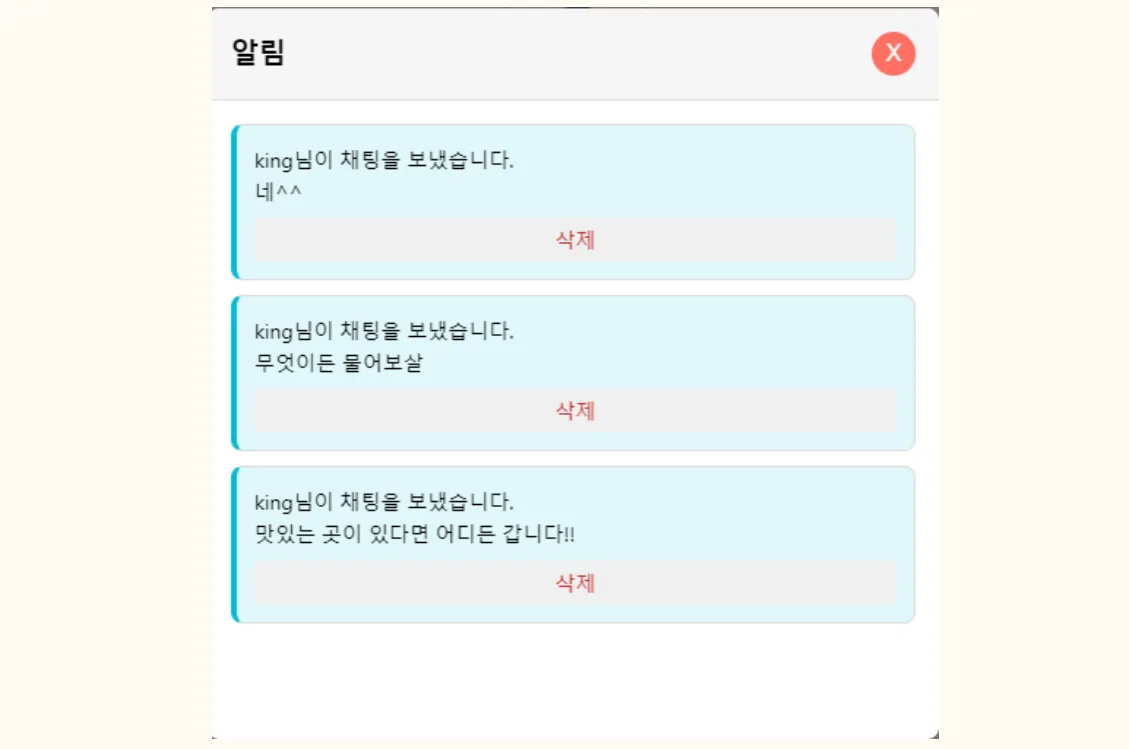 알림
X
king님이 채팅을 보냈습니다.
네^^
삭제
king님이 채팅을 보냈습니다.
무엇이든 물어보살
삭제
king님이 채팅을 보냈습니다.
맛있는 곳이 있다면 어디든 갑니다!!
삭제